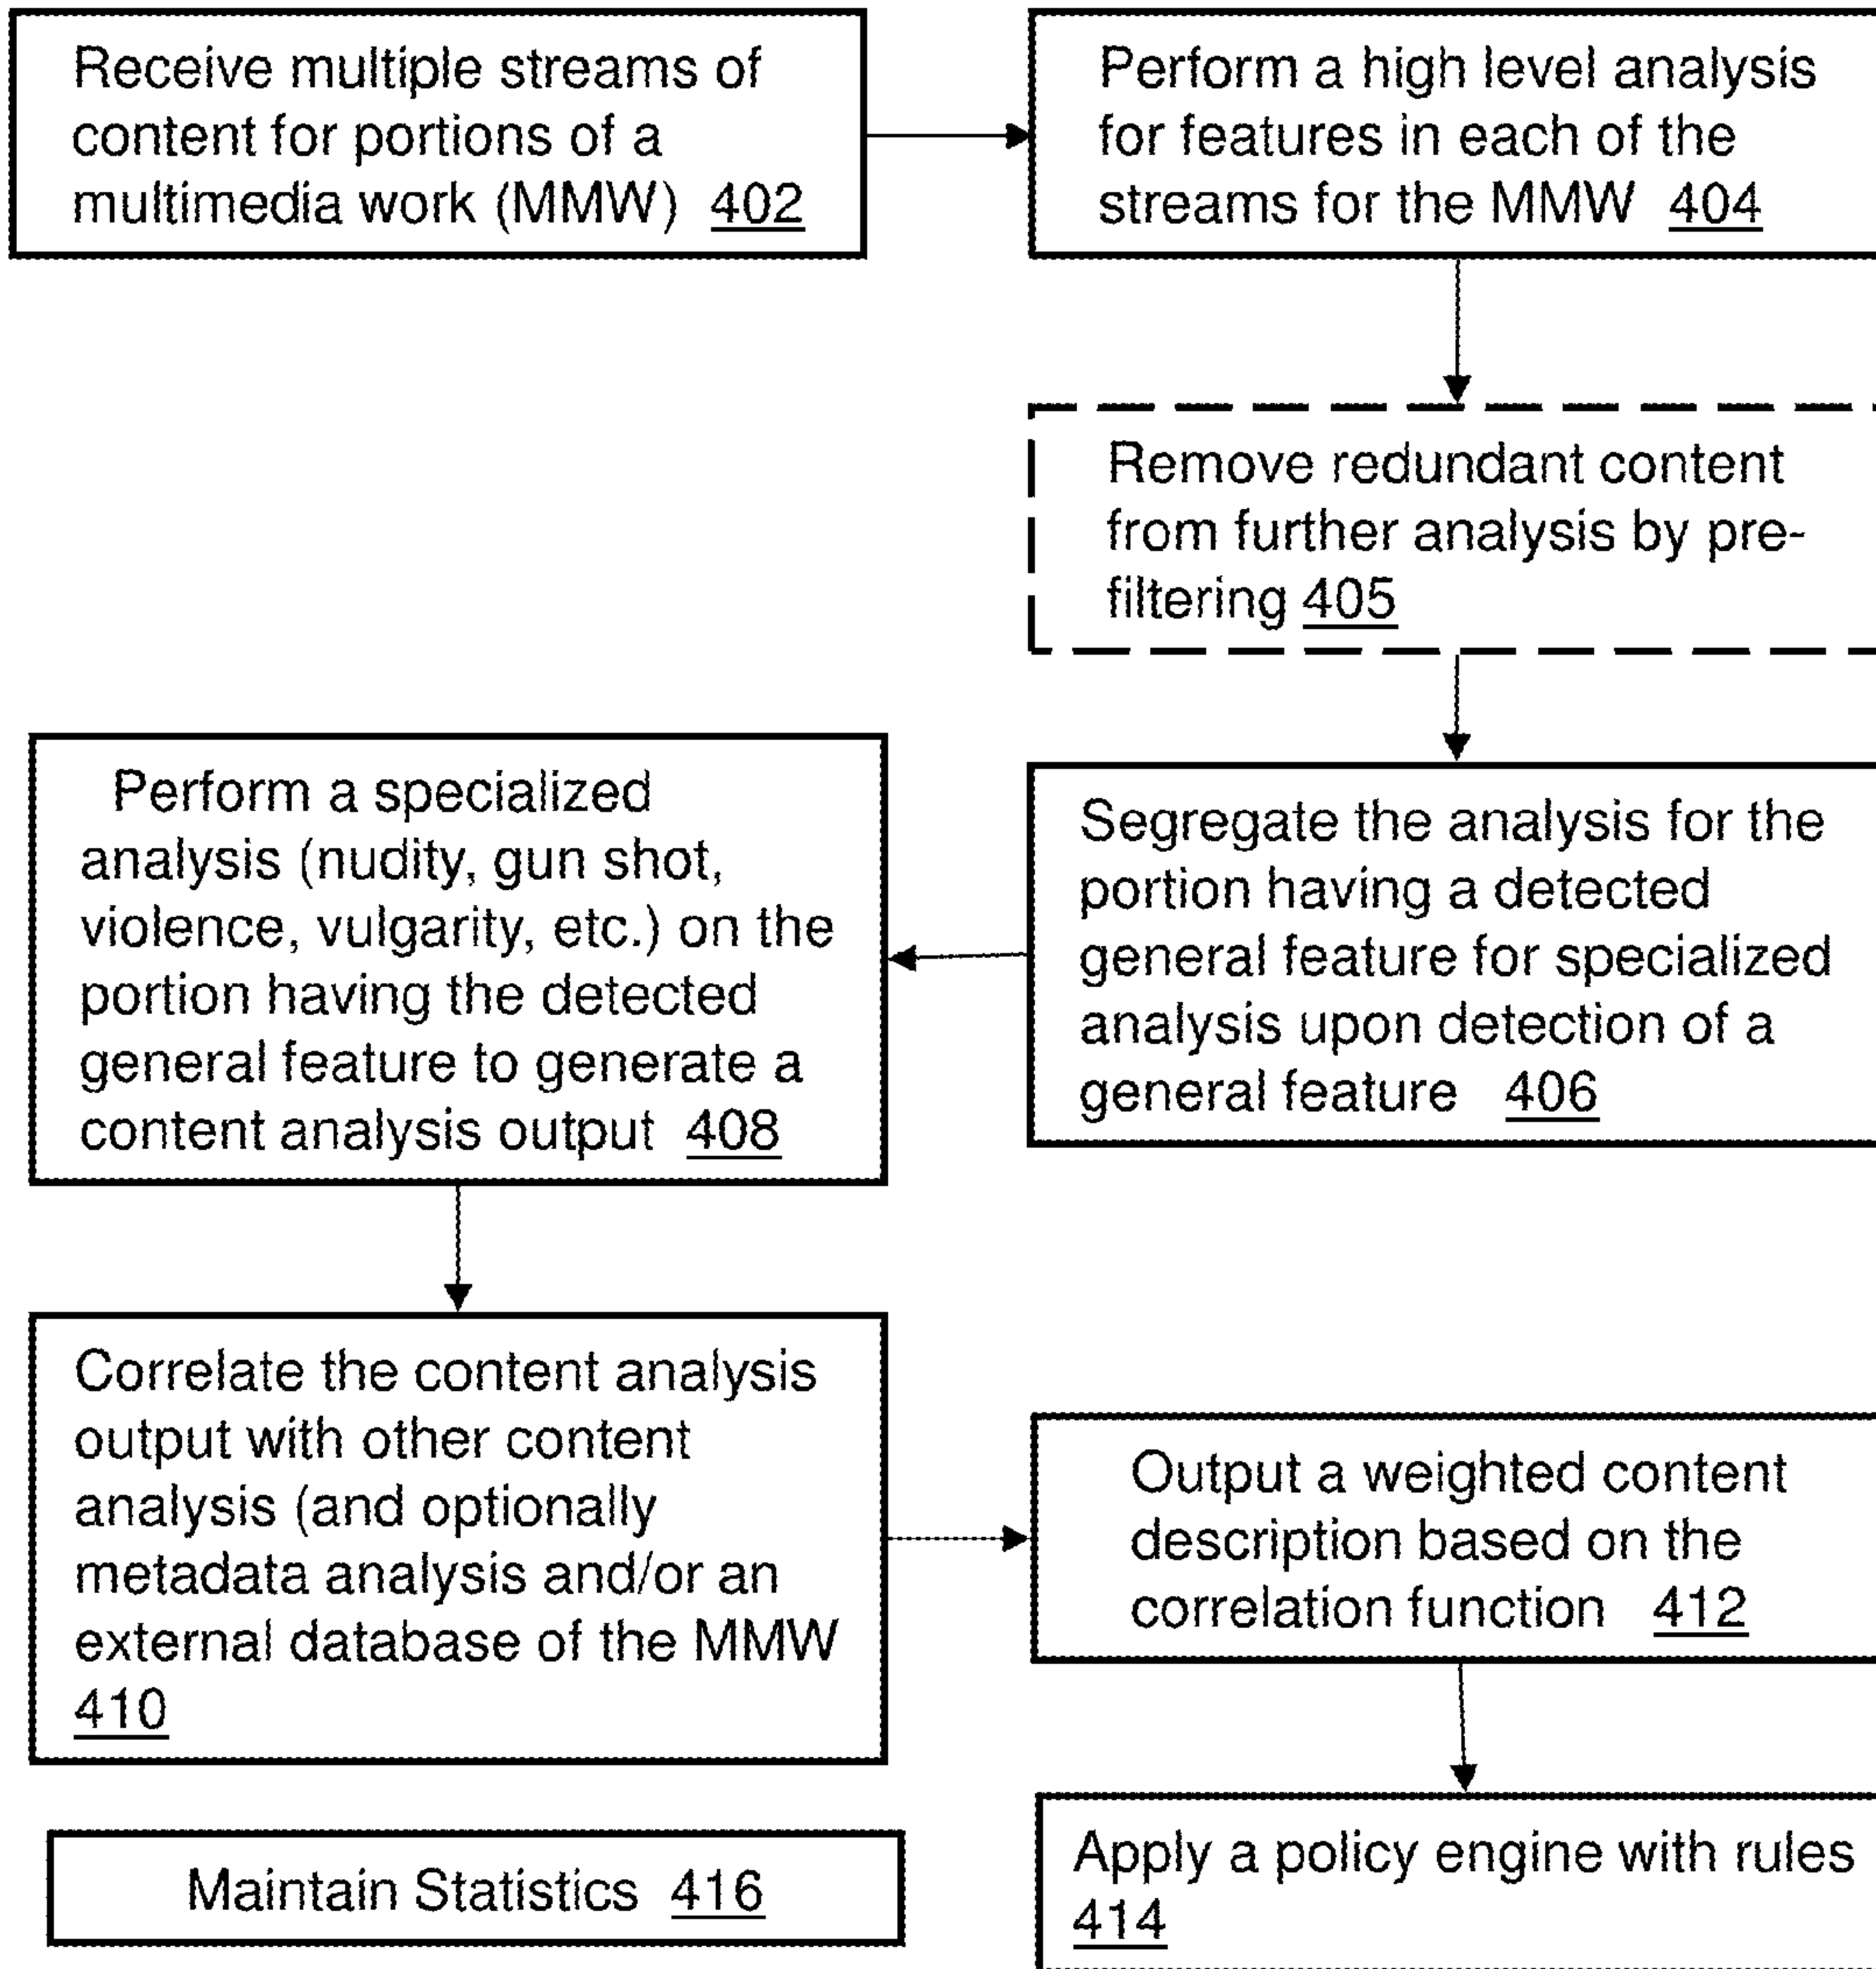 Receive multiple streams of
content for portions of a
multimedia work (MMW) 402
Perform a high level analysis
for features in each of the
streams for the MMW 404
Remove redundant content
from further analysis by pre-
filtering 405
Segregate the analysis for the
portion having a detected
general feature for specialized
analysis upon detection of a
general feature 406
Perform a specialized
analysis (nudity, gun shot,
violence, vulgarity, etc.) on the
portion having the detected
general feature to generate a
content analysis output 408
Correlate the content analysis
output with other content
analysis (and optionally
metadata analysis and/or an
external database of the MMW
410
Output a weighted content
description based on the
correlation function 412
Apply a policy engine with rules
414
Maintain Statistics 416